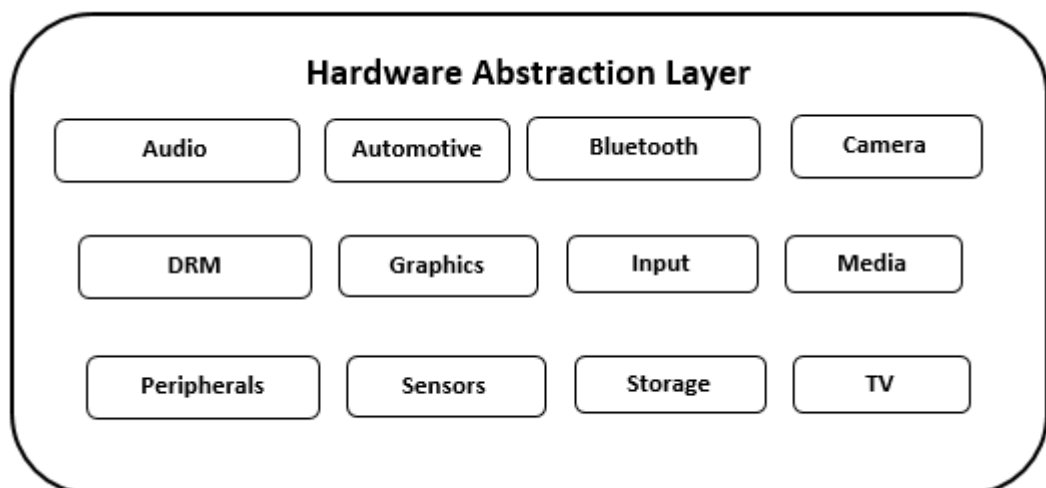 Hardware Abstraction Layer
Audio
Automotive
Bluetooth
Camera
DRM
Graphics
Input
Media
Peripherals
Sensors
Storage
TV